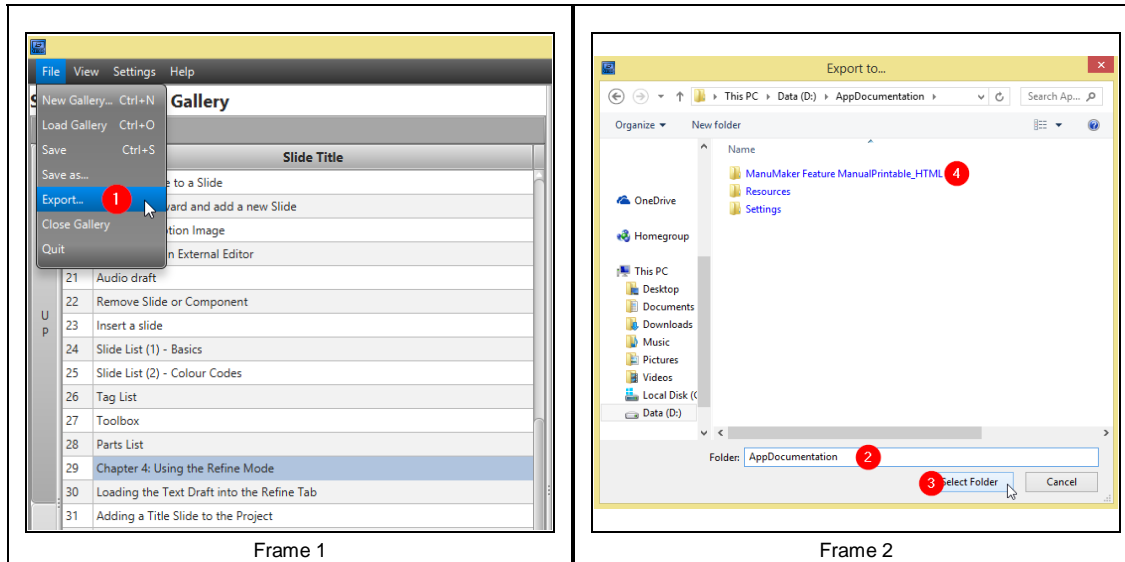 File View Settings Help
New Gallery... Ctrl+N
Gallery
Load Gallery Ctrl+O
Save Ctrl+S
Slide Title
Save as...
to a Slide
Export... 1
ward and add a new Slide
Close Gallery
tion Image
Quit
n External Editor
21 Audio draft
22 Remove Slide or Component
U
P
23 Insert a slide
24 Slide List (1) - Basics
25 Slide List (2) - Colour Codes
26 Tag List
27 Toolbox
28 Parts List
29 Chapter 4: Using the Refine Mode
30 Loading the Text Draft into the Refine Tab
31 Adding a Title Slide to the Project
Frame 1
Export to...
This PC Data (D:) AppDocumentation
Search Ap...
Organize New folder
Name
ManuMaker Feature ManualPrintable_HTML 4
Resources
Settings
OneDrive
Homegroup
This PC
Desktop
Documents
Downloads
Music
Pictures
Videos
Local Disk (C
Data (D:)
Folder: AppDocumentation 2
3 Select Folder Cancel
Frame 2